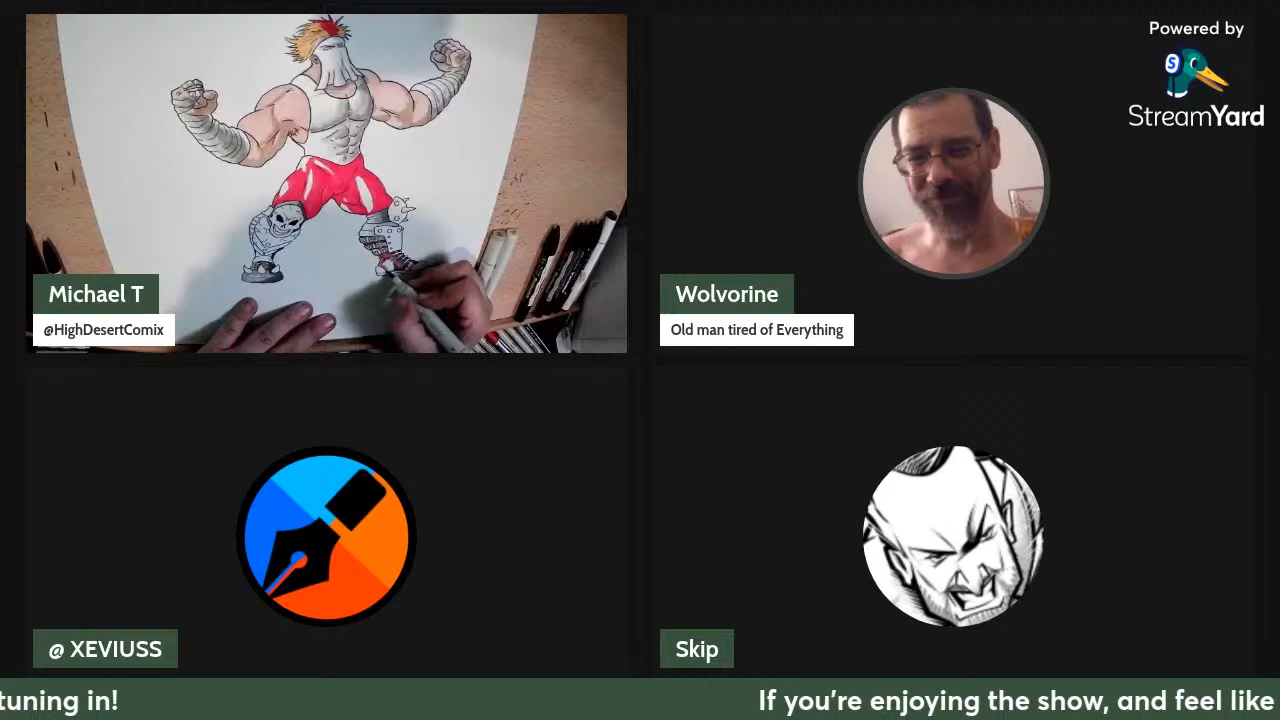 Powered by
S
StreamYard
Michael T
@HighDesertComix
Wolvorine
Old man tired of Everything
@ XEVIUSS
Skip
tuning in!
If you're enjoying the show, and feel like